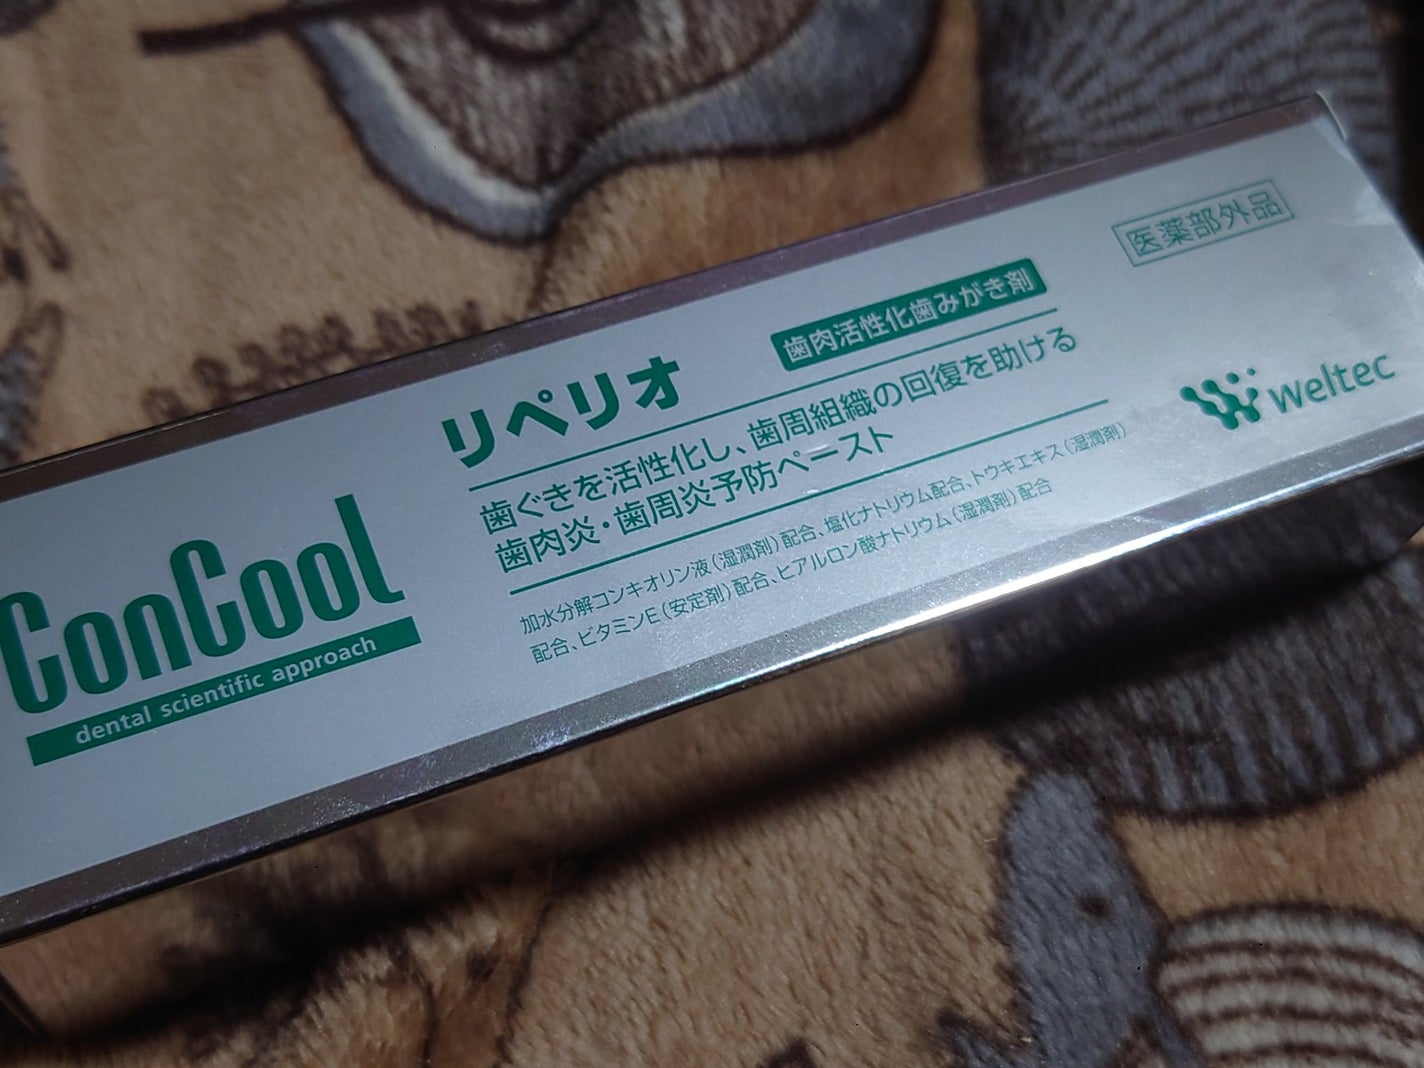 医薬部外品
歯肉活性化歯みがき剤
リペリオ
歯ぐきを活性化し、歯周組織の回復を助ける
歯肉炎・歯周炎予防ペースト
加水分解コンキオリン液(湿潤剤)配合、塩化ナトリウム配合、トウキエキス(湿潤剤)
配合、ビタミンE(安定剤)配合、ヒアルロン酸ナトリウム(湿潤剤)配合
weltec
ConCool
dental scientific approach